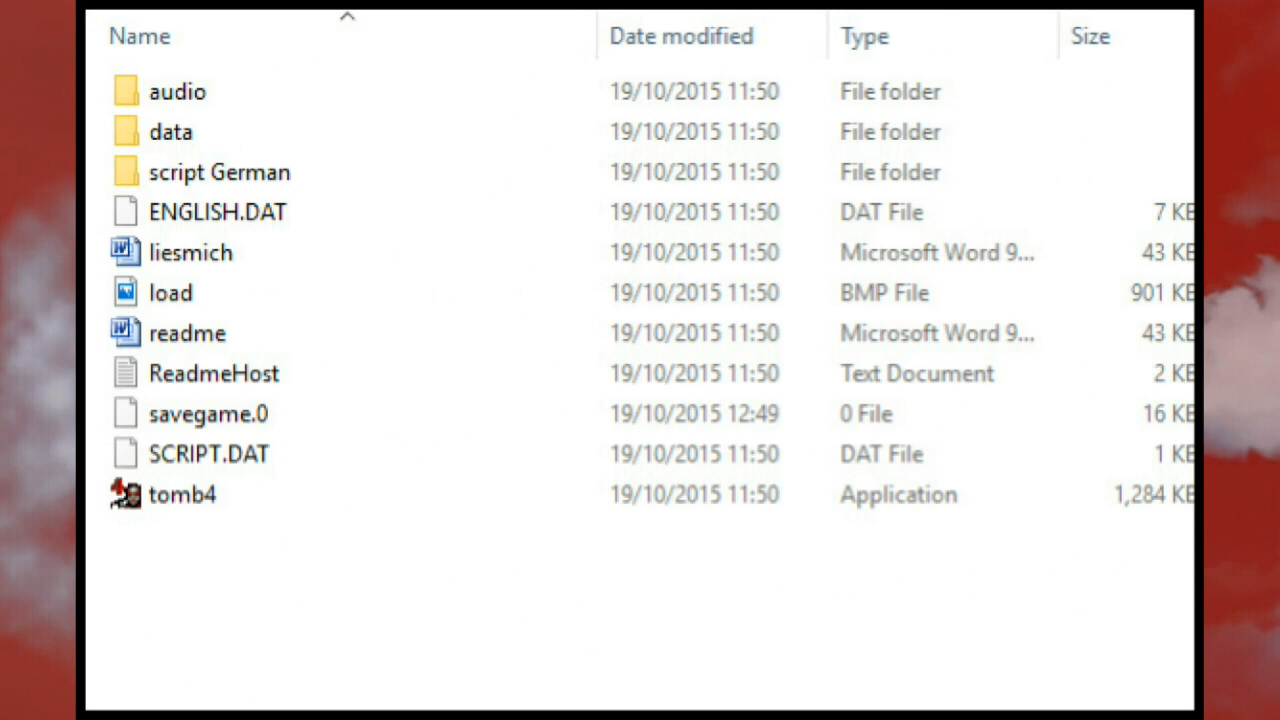 Name Date modified Type Size
audio 19/10/2015 11:50 File folder
data 19/10/2015 11:50 File folder
script German 19/10/2015 11:50 File folder
ENGLISH.DAT 19/10/2015 11:50 DAT File 7 KB
liesmich 19/10/2015 11:50 Microsoft Word 9... 43 KB
load 19/10/2015 11:50 BMP File 901 KB
readme 19/10/2015 11:50 Microsoft Word 9... 43 KB
ReadmeHost 19/10/2015 11:50 Text Document 2 KB
savegame.0 19/10/2015 12:49 0 File 16 KB
SCRIPT.DAT 19/10/2015 11:50 DAT File 1 KB
tomb4 19/10/2015 11:50 Application 1,284 KB